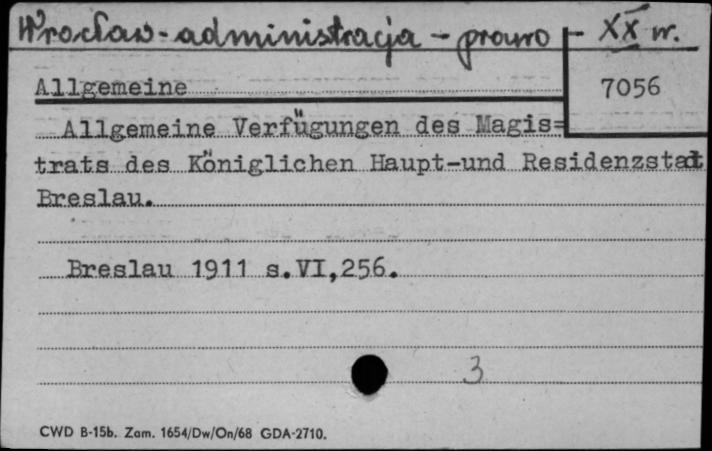 Wrocław - administracja - prawo - XX w.
Allgemeine
7056
Allgemeine Verfügungen des Magis=
trats des Königlichen Haupt-und Residenzstadt
Breslau.
Breslau 1911 s.VI,256.
3
CWD B-15b. Zam. 1654/Dw/On/68 GDA-2710.